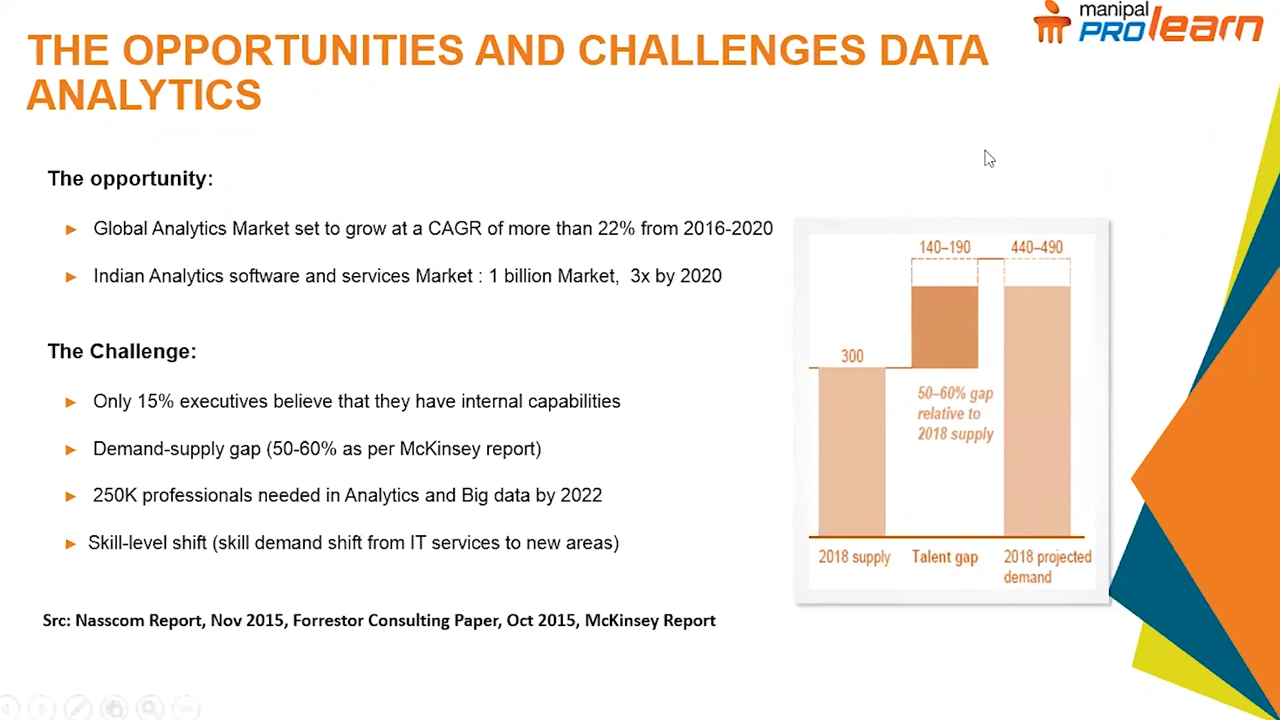 manipal
PROlearn
THE OPPORTUNITIES AND CHALLENGES DATA
ANALYTICS
The opportunity:
► Global Analytics Market set to grow at a CAGR of more than 22% from 2016-2020
► Indian Analytics software and services Market : 1 billion Market, 3x by 2020
The Challenge:
► Only 15% executives believe that they have internal capabilities
► Demand-supply gap (50-60% as per McKinsey report)
► 250K professionals needed in Analytics and Big data by 2022
► Skill-level shift (skill demand shift from IT services to new areas)
140–190
440–490
300
50–60% gap
relative to
2018 supply
2018 supply
Talent gap
2018 projected
demand
Src: Nasscom Report, Nov 2015, Forrestor Consulting Paper, Oct 2015, McKinsey Report